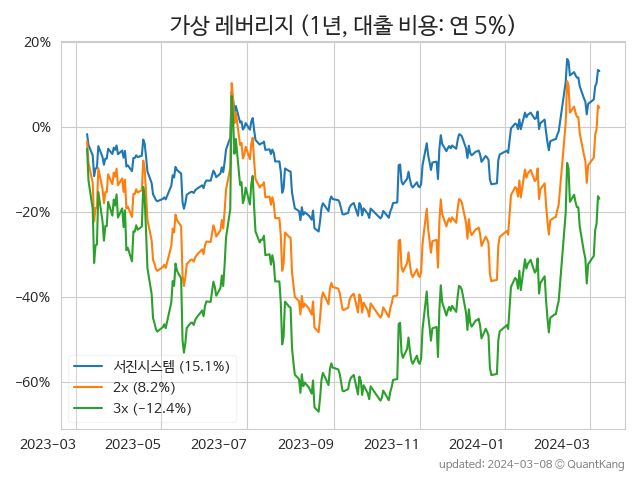 가상 레버리지 (1년, 대출 비용: 연 5%)
20%
0%
−20%
−40%
−60%
서진시스템 (15.1%)
2x (8.2%)
3x (−12.4%)
2023-03 2023-05 2023-07 2023-09 2023-11 2024-01 2024-03
updated: 2024-03-08 © QuantKang